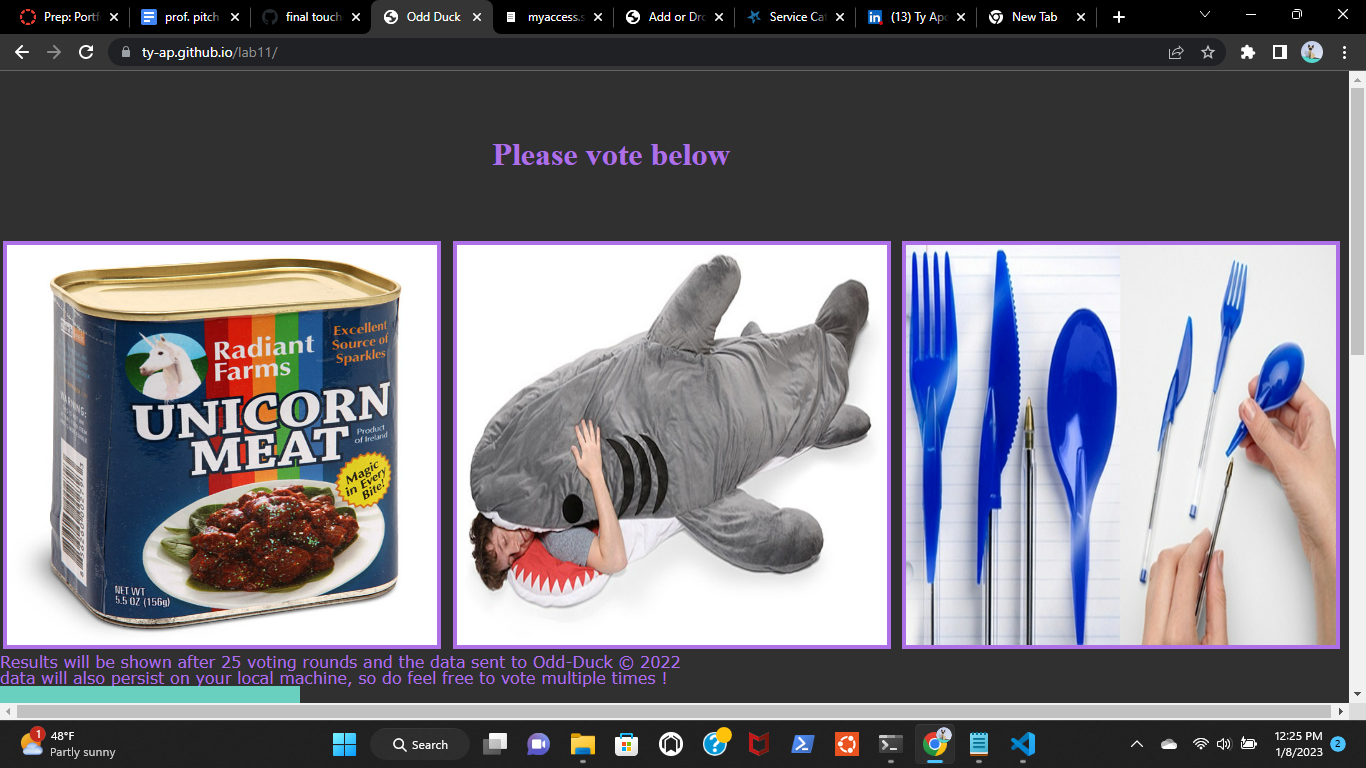 Prep: Portf
prof. pitch
final touch
Odd Duck
myaccess.s
Add or Dro
Service Cat
(13) Ty Apo
New Tab
ty-ap.github.io/lab11/
Please vote below
Radiant
Farms
Excellent
Source of
Sparkles
UNICORN
MEAT
Product
of Ireland
Magic
in Every
Bite!
NET WT
5.5 OZ (156g)
Results will be shown after 25 voting rounds and the data sent to Odd-Duck © 2022
data will also persist on your local machine, so do feel free to vote multiple times !
1
48°F
Partly sunny
Search
12:25 PM
1/8/2023
2